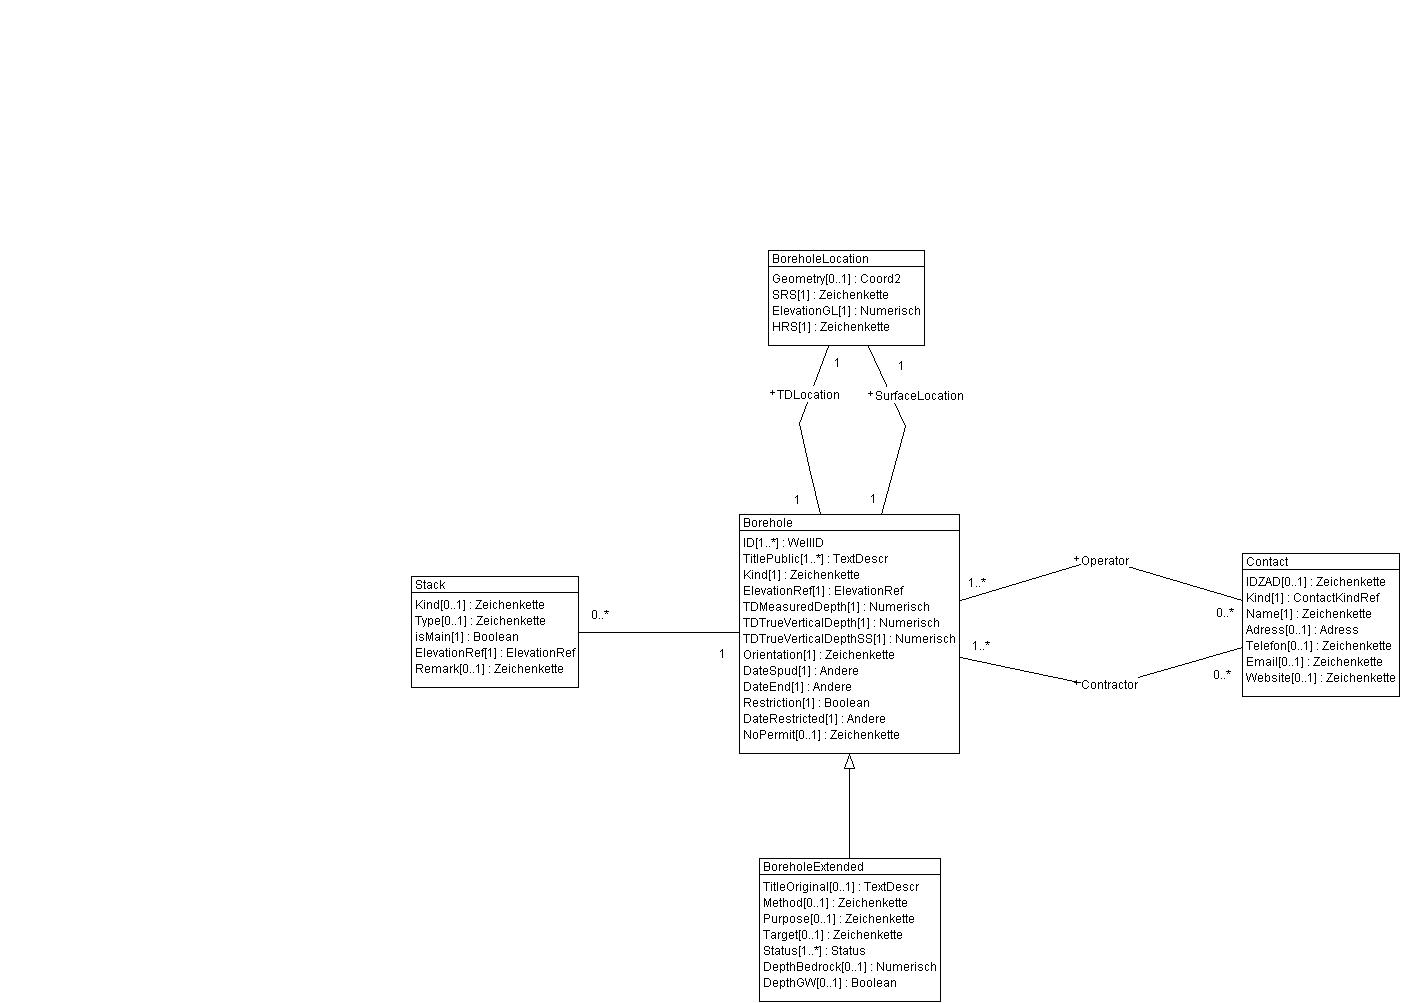 BoreholeLocation
Geometry[0..1] : Coord2
SRS[1] : Zeichenkette
ElevationGL[1] : Numerisch
HRS[1] : Zeichenkette
1
1
+TDLocation
+SurfaceLocation
1
1
Borehole
ID[1..*] : WellID
TitlePublic[1..*] : TextDescr
Kind[1] : Zeichenkette
ElevationRef[1] : ElevationRef
TDMeasuredDepth[1] : Numerisch
TDTrueVerticalDepth[1] : Numerisch
TDTrueVerticalDepthSS[1] : Numerisch
Orientation[1] : Zeichenkette
DateSpud[1] : Andere
DateEnd[1] : Andere
Restriction[1] : Boolean
DateRestricted[1] : Andere
NoPermit[0..1] : Zeichenkette
Stack
Kind[0..1] : Zeichenkette
Type[0..1] : Zeichenkette
isMain[1] : Boolean
ElevationRef[1] : ElevationRef
Remark[0..1] : Zeichenkette
0..*
1
+Operator
1..*
0..*
1..*
0..*
+Contractor
Contact
IDZAD[0..1] : Zeichenkette
Kind[1] : ContactKindRef
Name[1] : Zeichenkette
Adress[0..1] : Adress
Telefon[0..1] : Zeichenkette
Email[0..1] : Zeichenkette
Website[0..1] : Zeichenkette
BoreholeExtended
TitleOriginal[0..1] : TextDescr
Method[0..1] : Zeichenkette
Purpose[0..1] : Zeichenkette
Target[0..1] : Zeichenkette
Status[1..*] : Status
DepthBedrock[0..1] : Numerisch
DepthGW[0..1] : Boolean